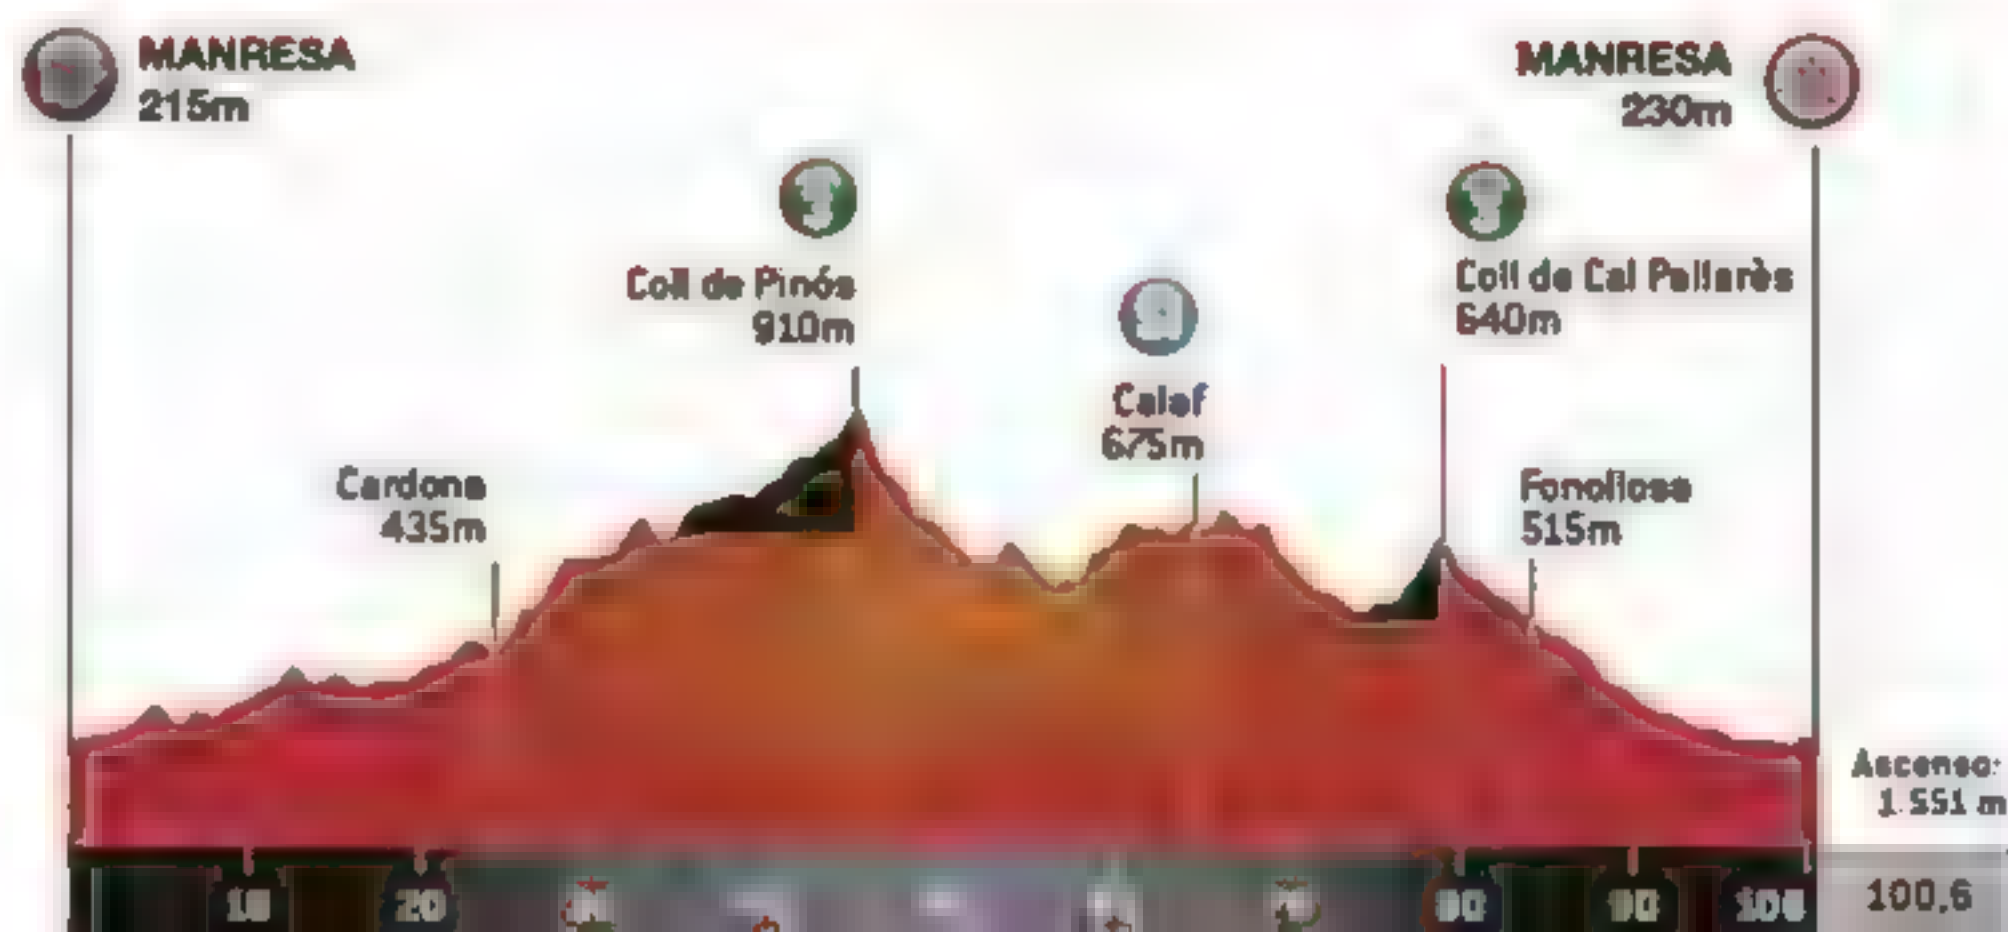 MANRESA
215m
MANRESA
230m
Coll de Pinós
910m
Coll de Cal Pallarès
640m
Calaf
675m
Cardona
435m
Fonollosa
515m
Ascenso:
1.551 m
10
20
80
90
100
100,6